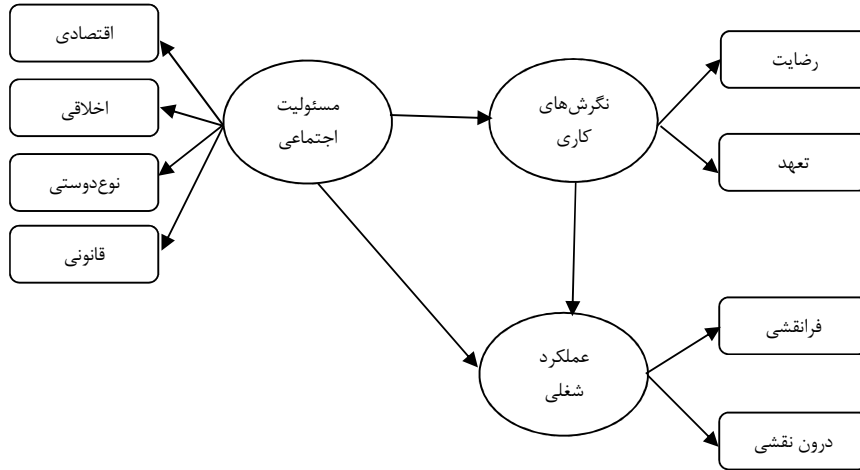 اقتصادی
اخلاقی
نوع‌دوستی
قانونی
مسئولیت
اجتماعی
نگرش‌های
کاری
رضایت
تعهد
عملکرد
شغلی
فرانقشی
درون نقشی